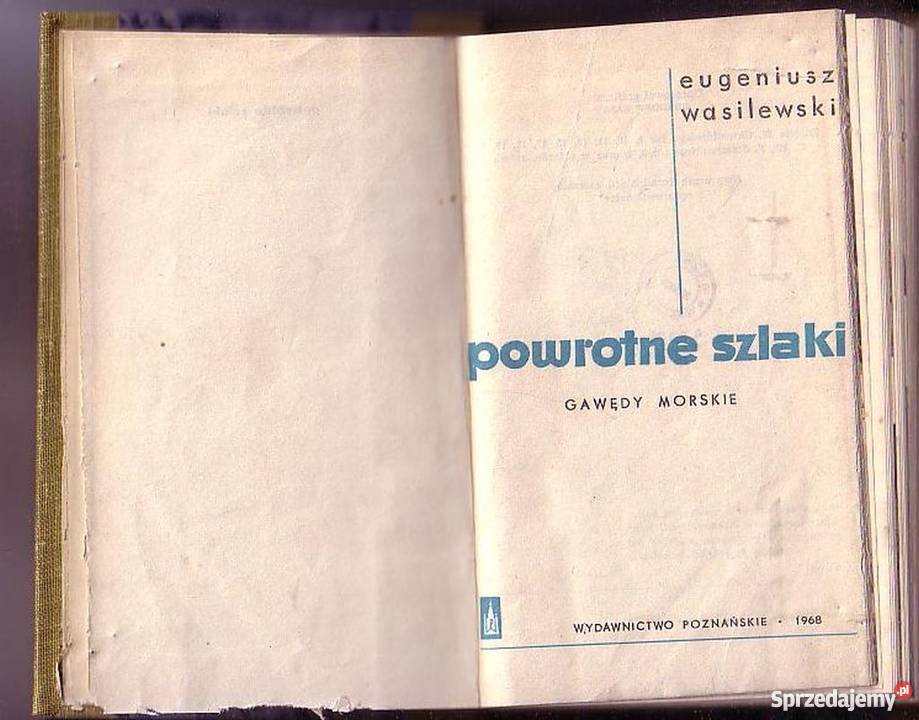 eugeniusz
wasilewski
powrotne szlaki
GAWĘDY MORSKIE
WYDAWNICTWO POZNAŃSKIE • 1968
Sprzedajemy.pl